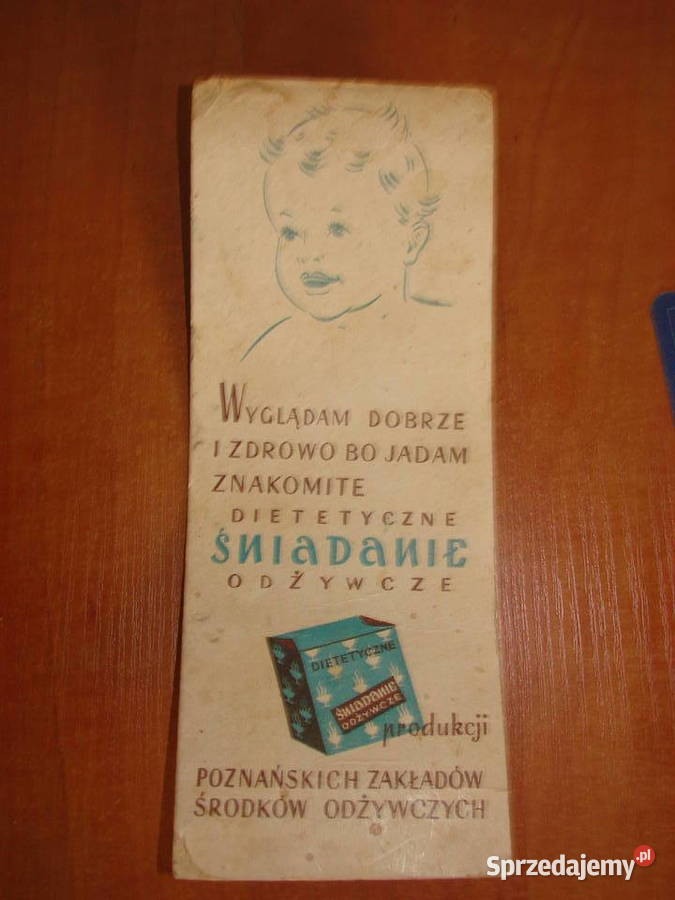 WYGLĄDAM DOBRZE
I ZDROWO BO JADAM
ZNAKOMITE
DIETETYCZNE
ŚNIADANIE
ODŻYWCZE
DIETETYCZNE
ŚNIADANIE
ODŻYWCZE
produkcji
POZNAŃSKICH ZAKŁADÓW
ŚRODKÓW ODŻYWCZYCH
Sprzedajemy.pl